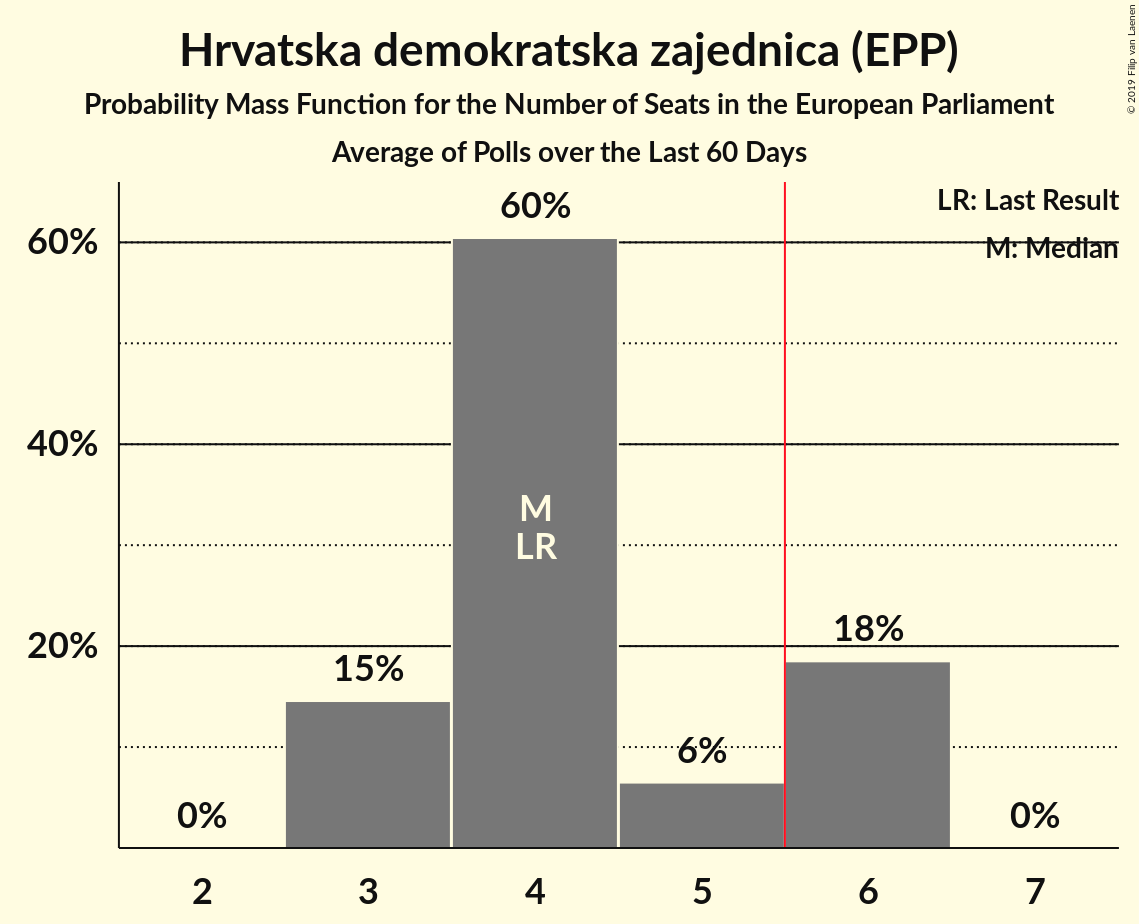 Hrvatska demokratska zajednica (EPP)
Probability Mass Function for the Number of Seats in the European Parliament
Average of Polls over the Last 60 Days
© 2019 Filip van Laenen
LR: Last Result
M: Median
60%
40%
20%
0%
15%
60%
M
LR
6%
18%
0%
2 3 4 5 6 7